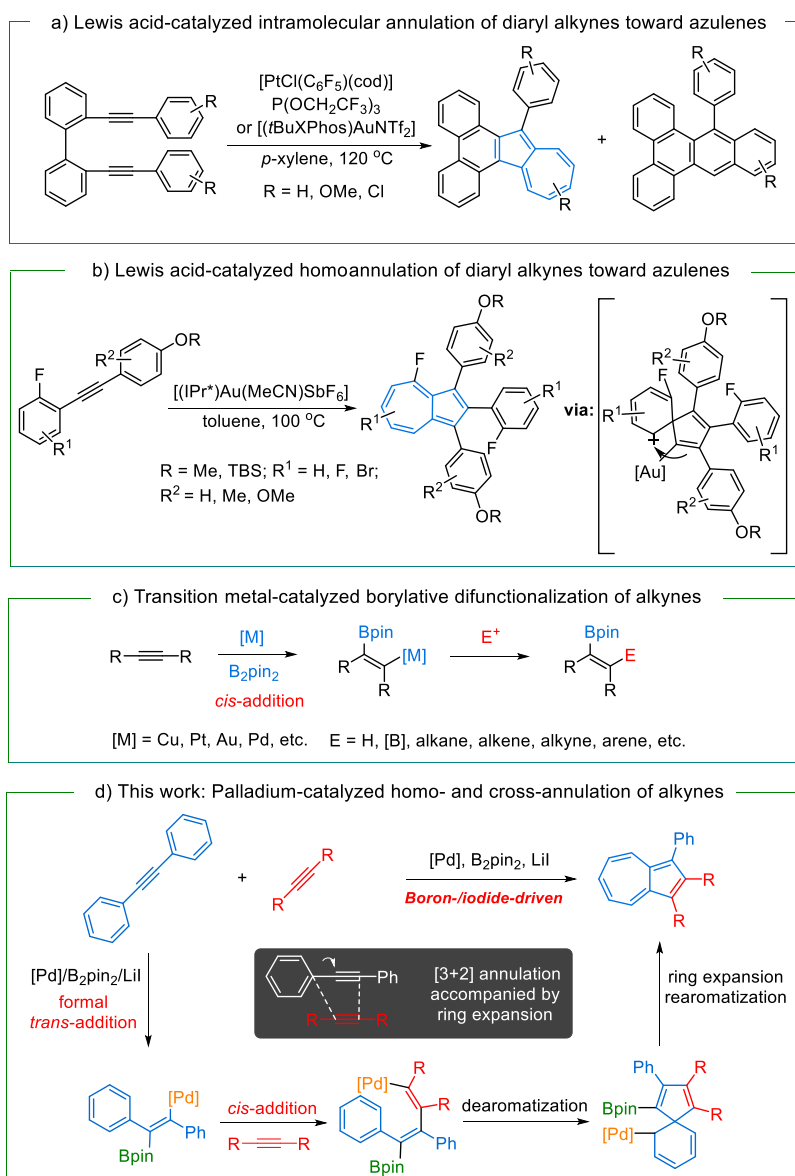 a) Lewis acid-catalyzed intramolecular annulation of diaryl alkynes toward azulenes
R
R
[PtCl(C6F5)(cod)]
P(OCH2CF3)3
or [(tBuXPhos)AuNTf2]
p-xylene, 120 oC
R = H, OMe, Cl
R
R
+
R
R
b) Lewis acid-catalyzed homoannulation of diaryl alkynes toward azulenes
F
R1
R2
OR
[(IPr*)Au(MeCN)SbF6]
toluene, 100 oC
R = Me, TBS; R1 = H, F, Br;
R2 = H, Me, OMe
OR
R2
F
R1
R1
F
R2
OR
via:
OR
R2
F
F
R1
R1
+
[Au]
R2
OR
c) Transition metal-catalyzed borylative difunctionalization of alkynes
R
R
[M]
B2pin2
cis-addition
Bpin
[M]
R
R
E+
Bpin
E
R
R
[M] = Cu, Pt, Au, Pd, etc. E = H, [B], alkane, alkene, alkyne, arene, etc.
d) This work: Palladium-catalyzed homo- and cross-annulation of alkynes
+
R
R
[Pd], B2pin2, LiI
Boron-/iodide-driven
Ph
R
R
[Pd]/B2pin2/LiI
formal
trans-addition
Ph
R
R
[3+2] annulation
accompanied by
ring expansion
ring expansion
rearomatization
[Pd]
Ph
Bpin
cis-addition
R
R
[Pd]
R
R
Ph
Bpin
dearomatization
Ph
R
R
Bpin
[Pd]